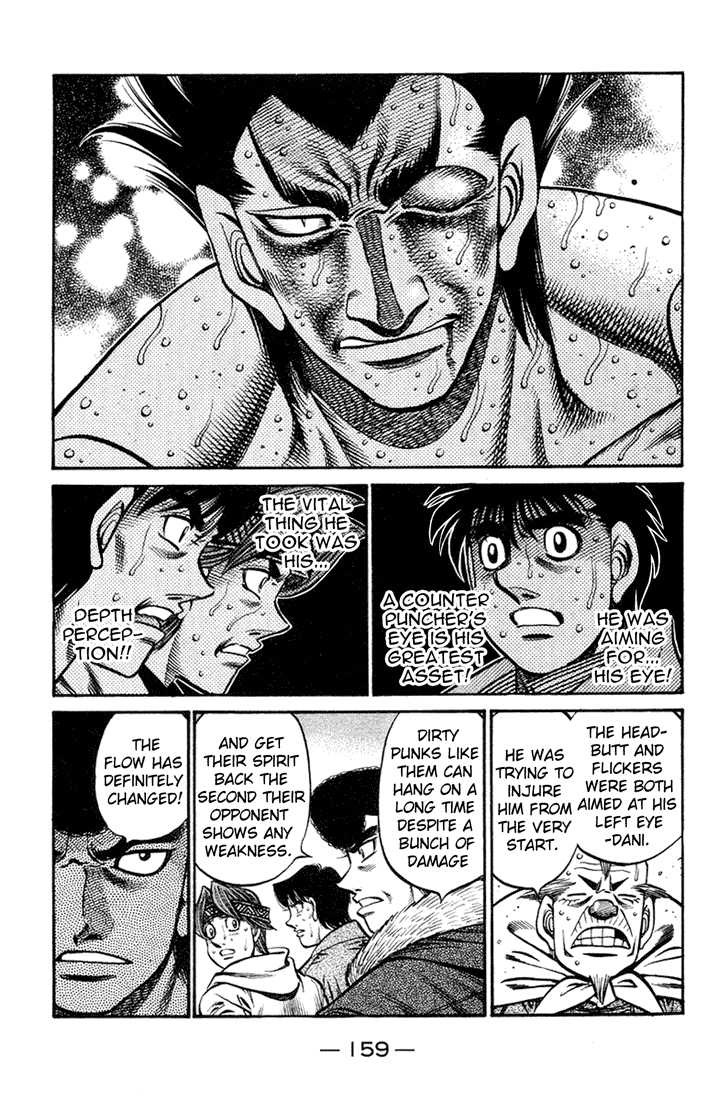 HE WAS
AIMING
FOR...
HIS EYE!
A COUNTER
PUNCHER'S
EYE IS HIS
GREATEST
ASSET!
THE VITAL
THING HE
TOOK WAS
HIS...
DEPTH
PERCEP-
TION!!
THE HEAD-
BUTT AND
FLICKERS
WERE BOTH
AIMED AT HIS
LEFT EYE
-DANI.
HE WAS
TRYING TO
INJURE
HIM FROM
THE VERY
START.
DIRTY
PUNKS LIKE
THEM CAN
HANG ON A
LONG TIME
DESPITE A
BUNCH OF
DAMAGE
AND GET
THEIR SPIRIT
BACK THE
SECOND THEIR
OPPONENT
SHOWS ANY
WEAKNESS.
THE
FLOW HAS
DEFINITELY
CHANGED!
— 159 —